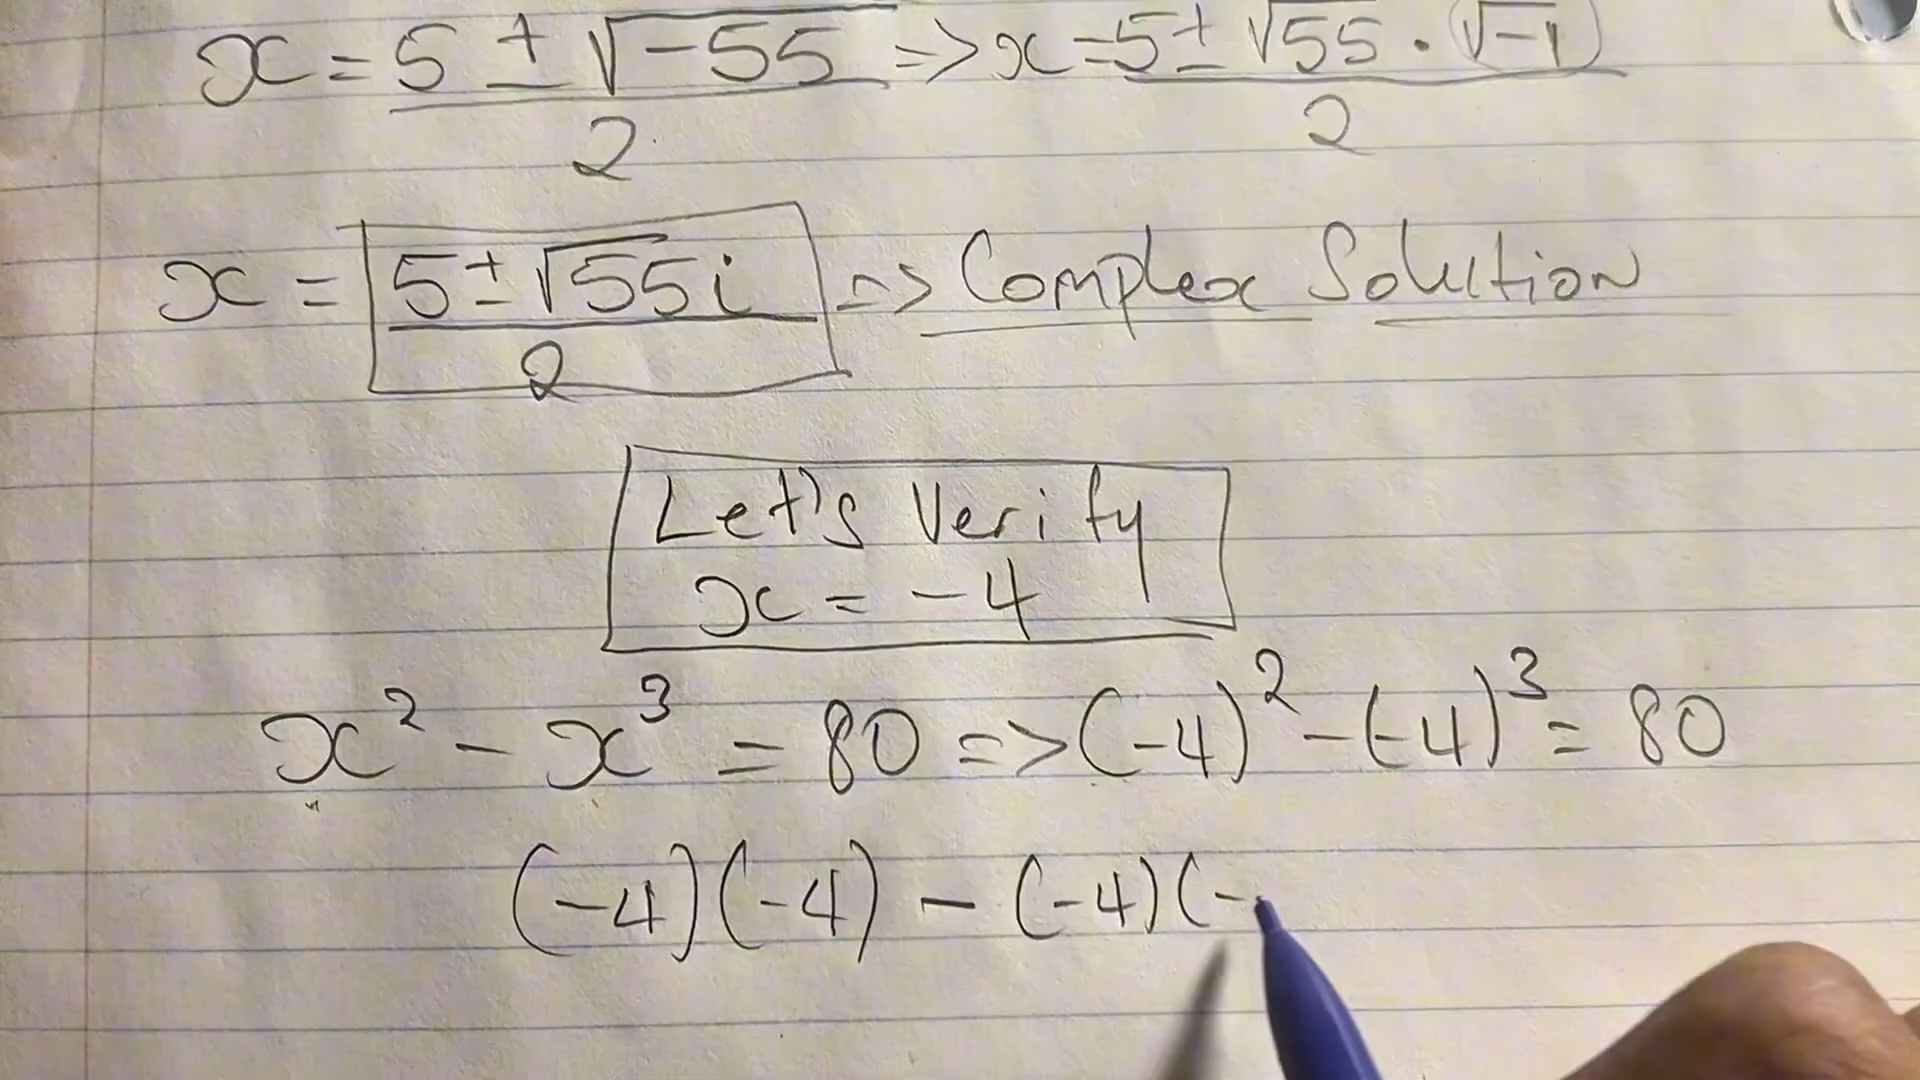 x = 5 ± √-55 / 2 => x = 5 ± √55 · √-1 / 2
x = 5 ± √55 i / 2 => Complex Solution
Let's Verify
x = -4
x² - x³ = 80 => (-4)² - (-4)³ = 80
(-4)(-4) - (-4)(-